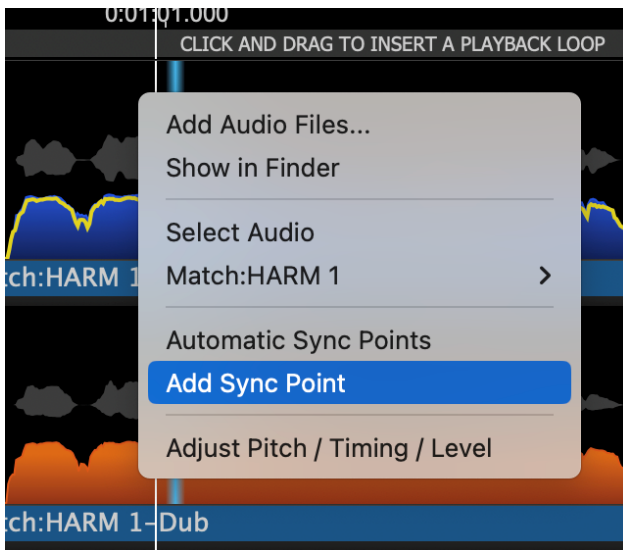 0:01:01.000
CLICK AND DRAG TO INSERT A PLAYBACK LOOP
Add Audio Files...
Show in Finder
Select Audio
tch:HARM 1
Match:HARM 1
Automatic Sync Points
Add Sync Point
Adjust Pitch / Timing / Level
tch:HARM 1-Dub